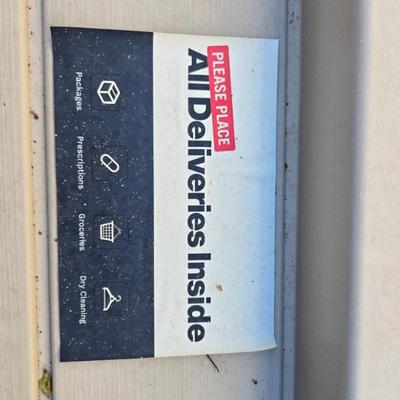 PLEASE PLACE
All Deliveries Inside
Packages
Prescriptions
Groceries
Dry Cleaning